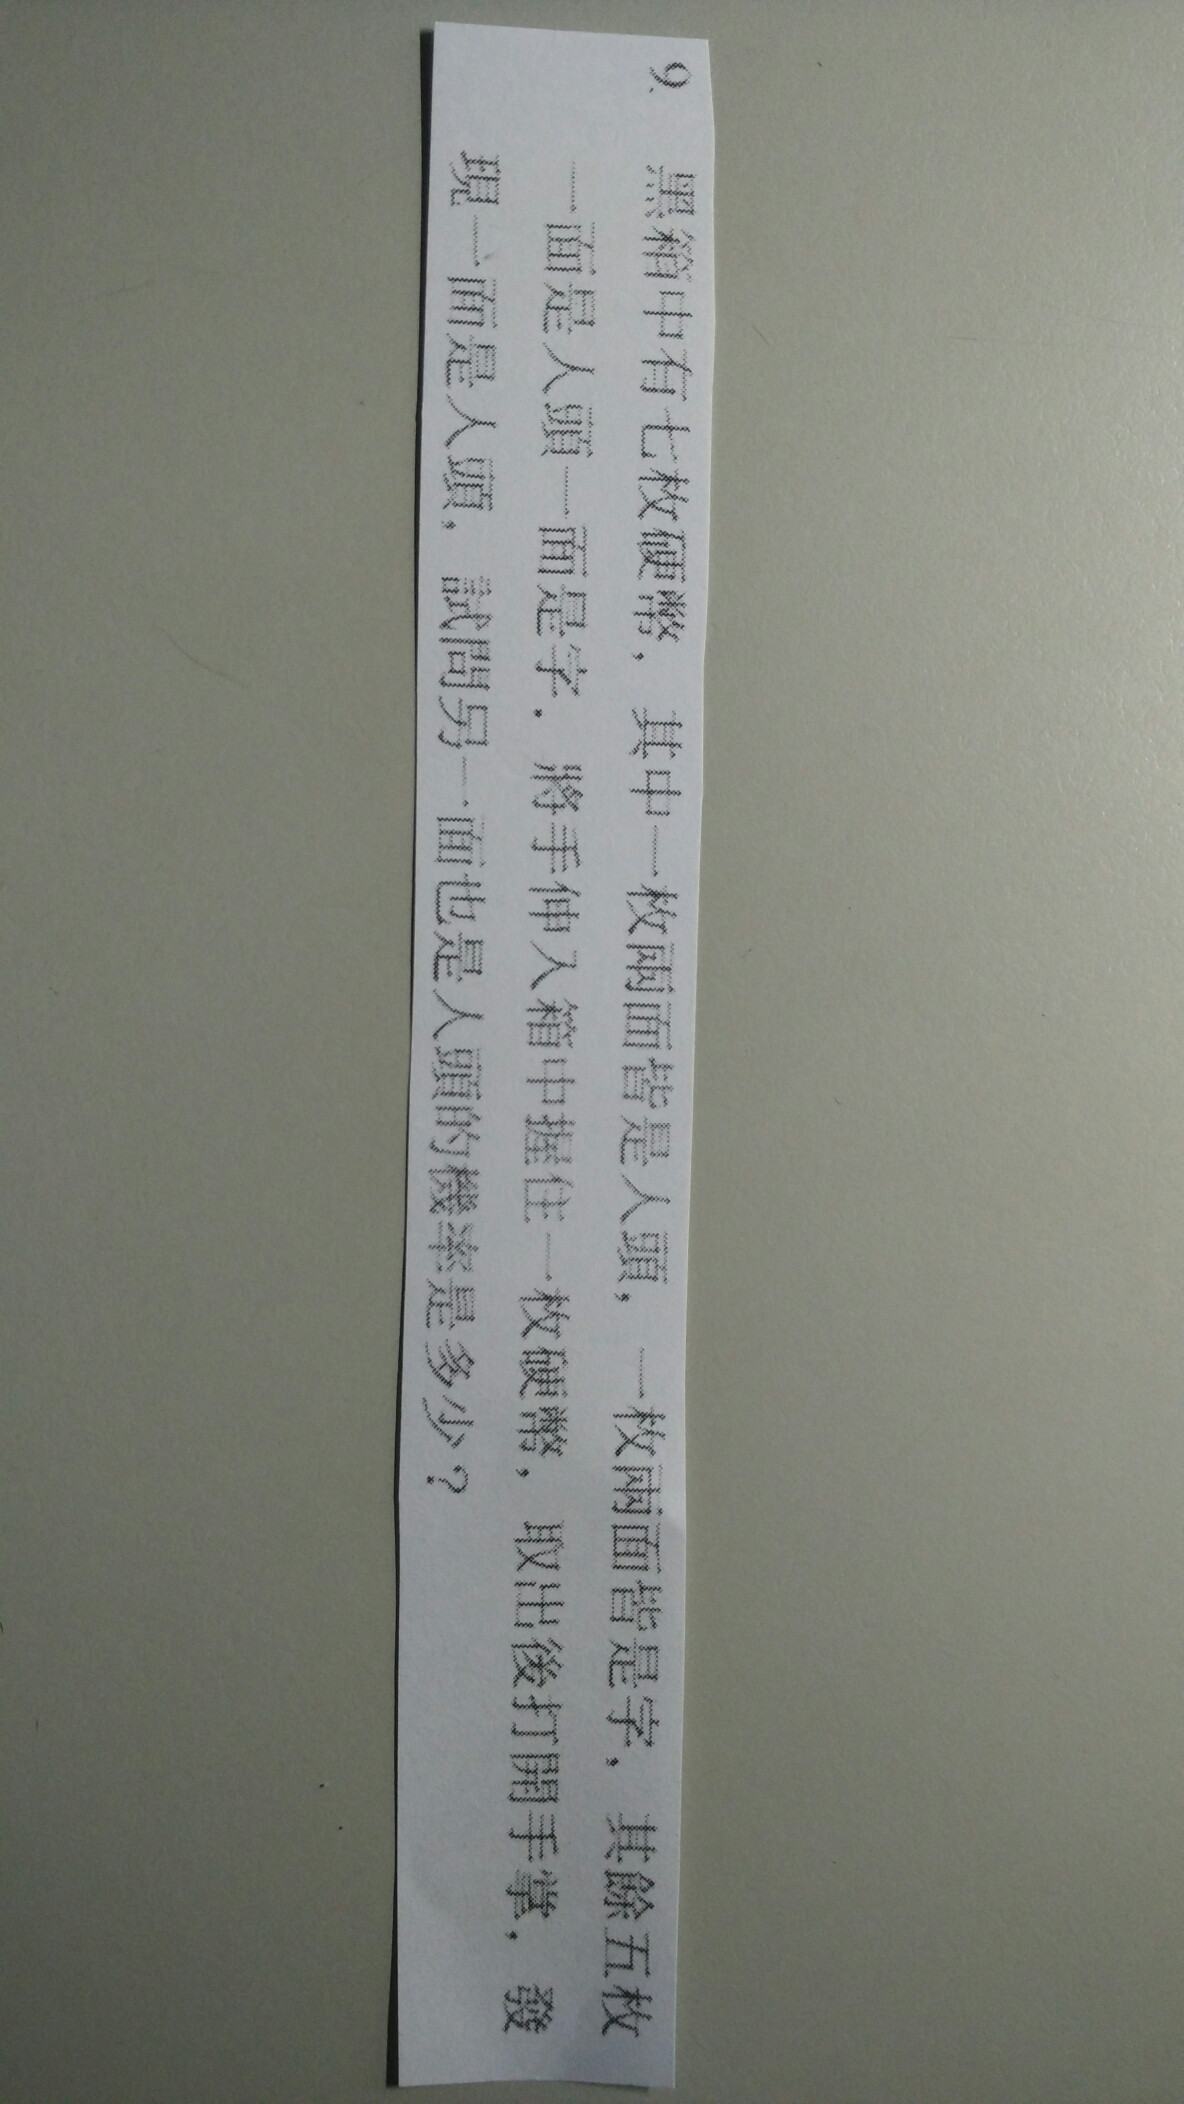 9. 黑箱中有七枚硬幣，其中一枚兩面皆是人頭，一枚兩面皆是字，其餘五枚
一面是人頭一面是字．將手伸入箱中握住一枚硬幣，取出後打開手掌，發
現一面是人頭，試問另一面也是人頭的機率是多少？